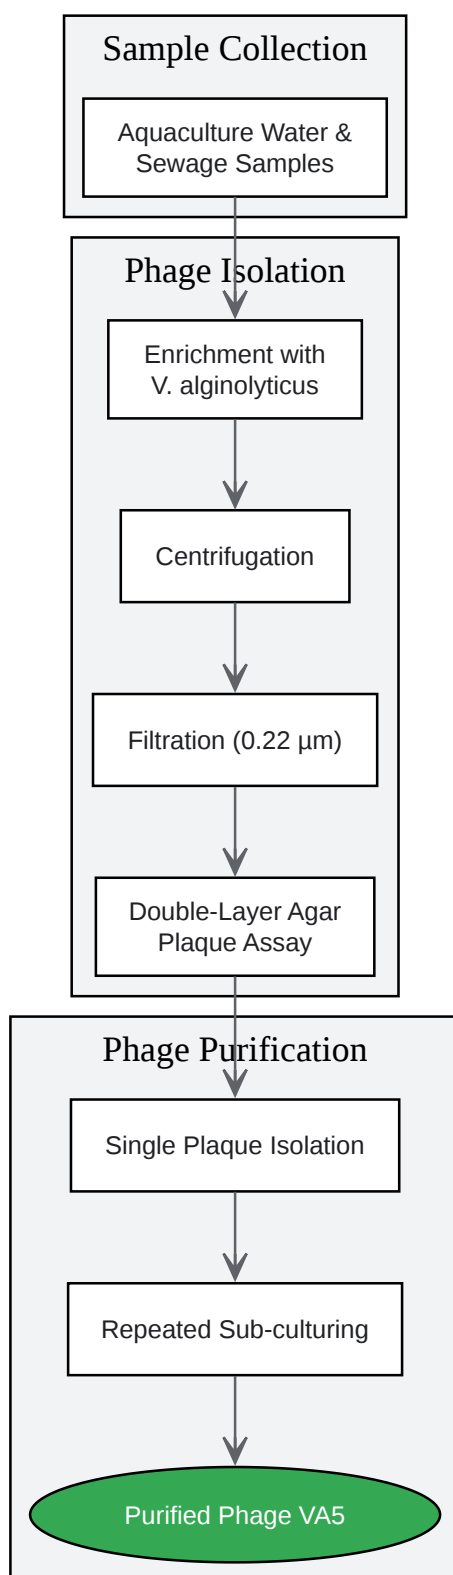 Sample Collection
Aquaculture Water &
Sewage Samples
Phage Isolation
Enrichment with
V. alginolyticus
Centrifugation
Filtration (0.22 µm)
Double-Layer Agar
Plaque Assay
Phage Purification
Single Plaque Isolation
Repeated Sub-culturing
Purified Phage VA5